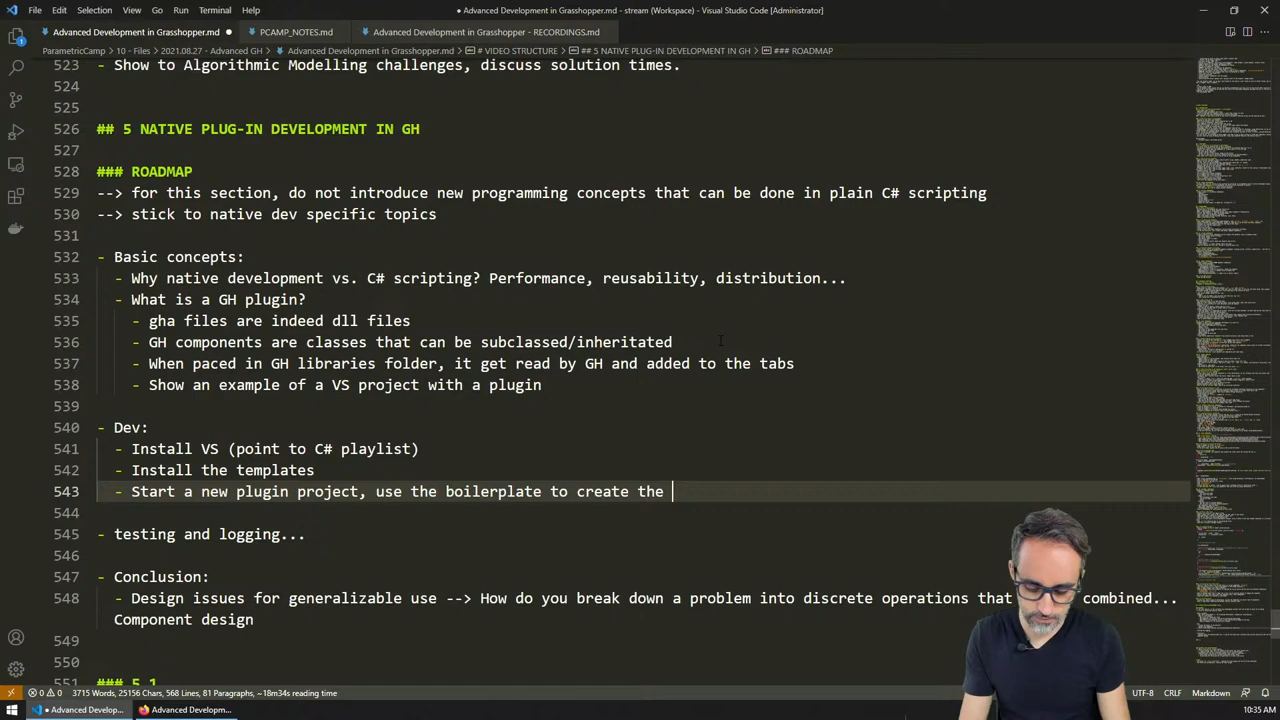 File Edit Selection View Go Run Terminal Help
● Advanced Development in Grasshopper.md - stream (Workspace) - Visual Studio Code [Administrator]
Advanced Development in Grasshopper.md ● PCAMP_NOTES.md Advanced Development in Grasshopper - RECORDINGS.md
ParametricCamp > 10 - Files > 2021.08.27 - Advanced GH > Advanced Development in Grasshopper.md > # VIDEO STRUCTURE > ## 5 NATIVE PLUG-IN DEVELOPMENT IN GH > ### ROADMAP
523 - Show to Algorithmic Modelling challenges, discuss solution times.
524
525
526 ## 5 NATIVE PLUG-IN DEVELOPMENT IN GH
527
528 ### ROADMAP
529 --> for this section, do not introduce new programming concepts that can be done in plain C# scripting
530 --> stick to native dev specific topics
531
532 - Basic concepts:
533 - Why native development vs. C# scripting? Performance, reusability, distribution...
534 - What is a GH plugin?
535 - gha files are indeed dll files
536 - GH components are classes that can be subclassed/inheritated
537 - When paced in GH libraries folder, it get read by GH and added to the tabs
538 - Show an example of a VS project with a plugin
539
540 - Dev:
541 - Install VS (point to C# playlist)
542 - Install the templates
543 - Start a new plugin project, use the boilerplate to create the
544
545 - testing and logging...
546
547 - Conclusion:
548 - Design issues for generalizable use --> How do you break down a problem into discrete operations that combined...
Component design
549
550
551 ### 5.1
0 0 3715 Words, 25156 Chars, 568 Lines, 81 Paragraphs, ~18m34s reading time
UTF-8 CRLF Markdown
● Advanced Develop... Advanced Developm... 10:35 AM